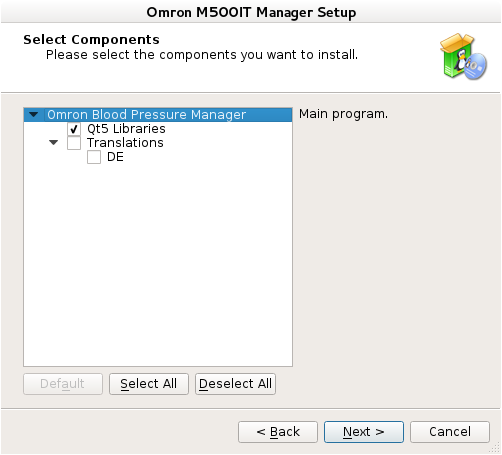 Omron M500IT Manager Setup
Select Components
Please select the components you want to install.
Omron Blood Pressure Manager
Main program.
Qt5 Libraries
Translations
DE
Default
Select All
Deselect All
< Back
Next >
Cancel